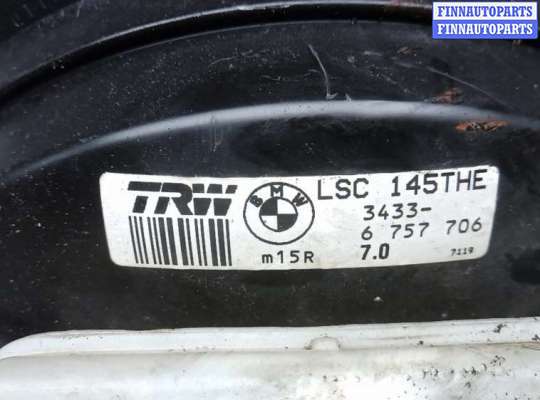 FINNAUTOPARTS
FINNAUTOPARTS
TRW BMW LSC 145THE
3433-
6 757 706
m15R 7.0 7119